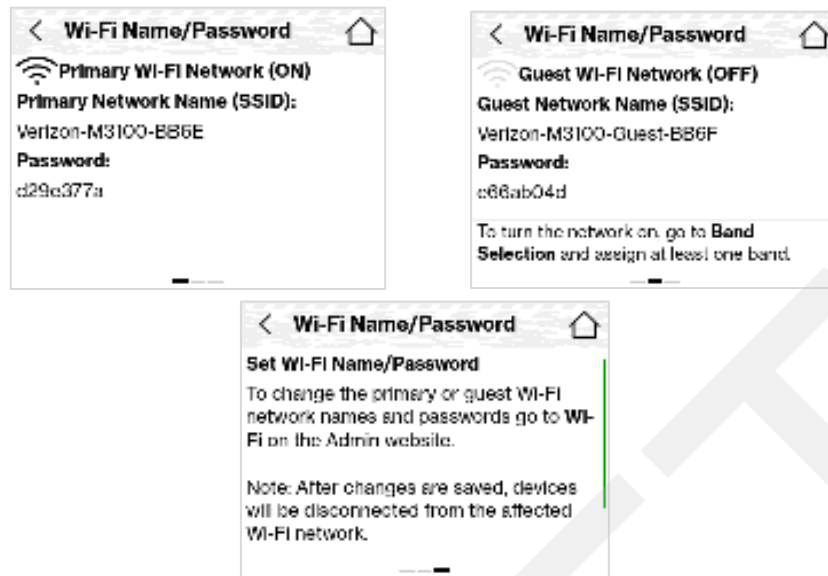 Wi-Fi Name/Password
Primary Wi-Fi Network (ON)
Primary Network Name (SSID):
Verizon-M3100-BB6E
Password:
d29e377a
Wi-Fi Name/Password
Guest Wi-Fi Network (OFF)
Guest Network Name (SSID):
Verizon-M3100-Guest-BB6F
Password:
e66ab04d
To turn the network on, go to Band
Selection and assign at least one band.
Wi-Fi Name/Password
Set Wi-Fi Name/Password
To change the primary or guest Wi-Fi
network names and passwords go to Wi-
Fi on the Admin website.
Note: After changes are saved, devices
will be disconnected from the affected
Wi-Fi network.